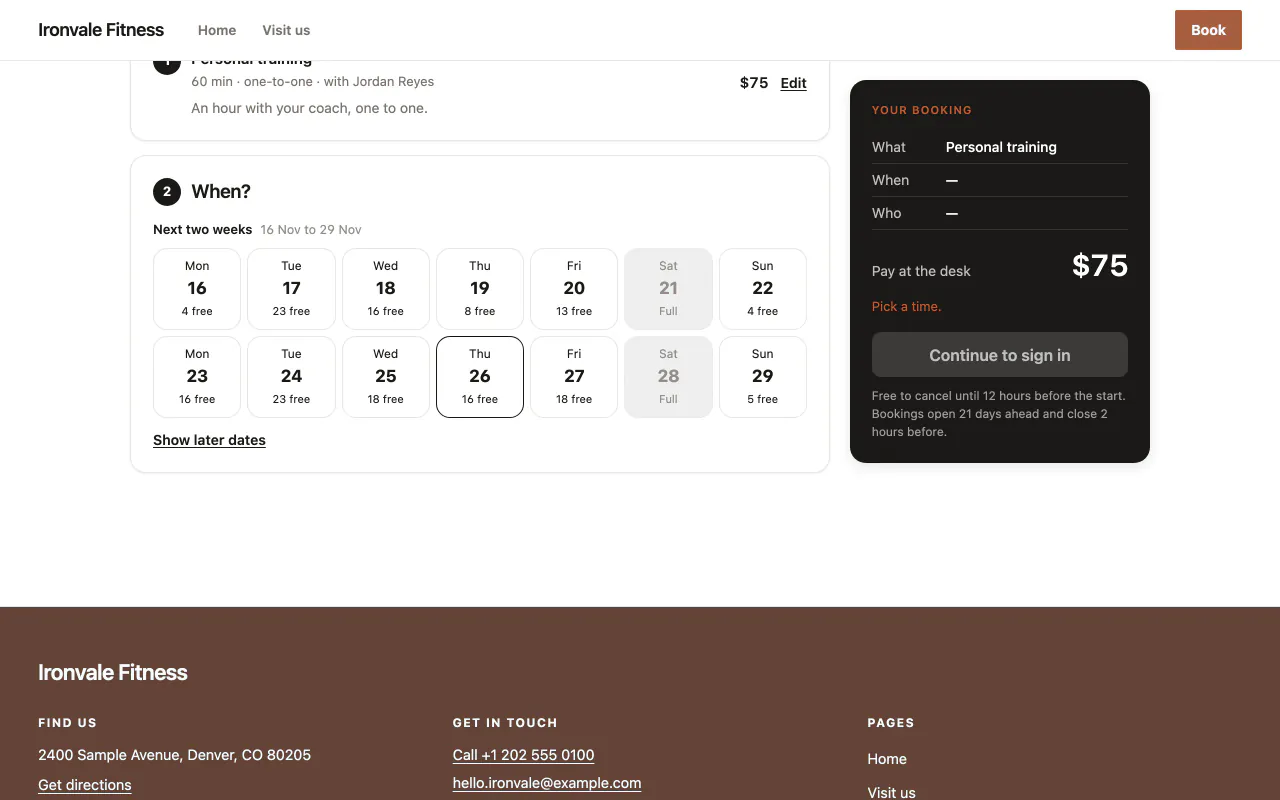 Ironvale Fitness
Home
Visit us
Book
1 Personal training
60 min · one-to-one · with Jordan Reyes
$75
Edit
An hour with your coach, one to one.
2
When?
Next two weeks 16 Nov to 29 Nov
Mon
16
4 free
Tue
17
23 free
Wed
18
16 free
Thu
19
8 free
Fri
20
13 free
Sat
21
Full
Sun
22
4 free
Mon
23
16 free
Tue
24
23 free
Wed
25
18 free
Thu
26
16 free
Fri
27
18 free
Sat
28
Full
Sun
29
5 free
Show later dates
YOUR BOOKING
What Personal training
When —
Who —
Pay at the desk $75
Pick a time.
Continue to sign in
Free to cancel until 12 hours before the start.
Bookings open 21 days ahead and close 2
hours before.
Ironvale Fitness
FIND US
2400 Sample Avenue, Denver, CO 80205
Get directions
GET IN TOUCH
Call +1 202 555 0100
hello.ironvale@example.com
PAGES
Home
Visit us